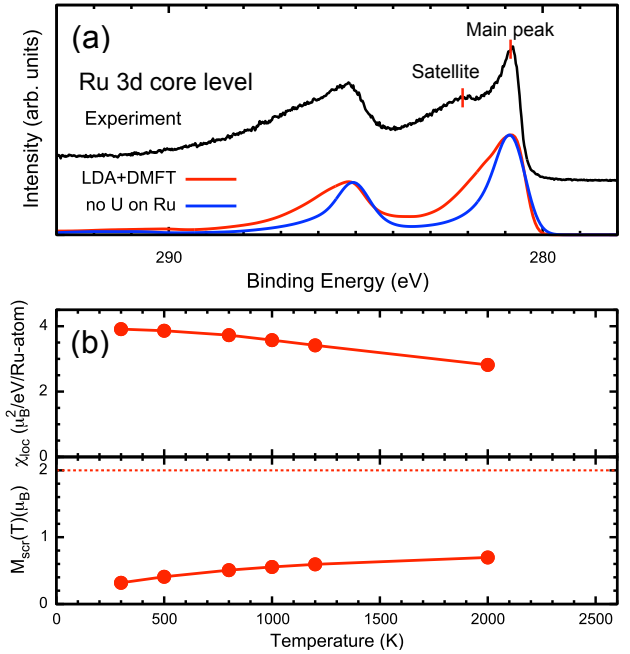 (a)
Main peak
Satellite
Ru 3d core level
Experiment
LDA+DMFT
no U on Ru
Intensity (arb. units)
290
280
Binding Energy (eV)
(b)
4
2
0
χloc (μB²/eV/Ru-atom)
2
1
0
Mscr(T)(μB)
0
500
1000
1500
2000
2500
Temperature (K)